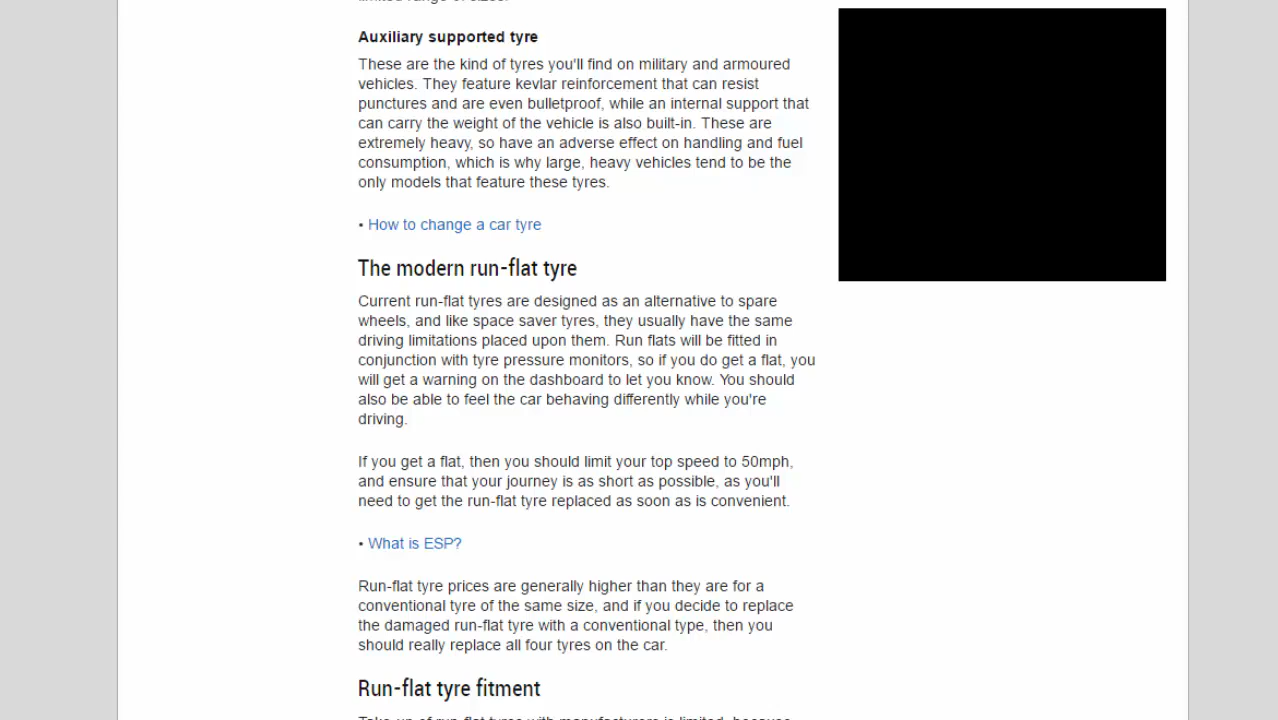 Auxiliary supported tyre
These are the kind of tyres you'll find on military and armoured
vehicles. They feature kevlar reinforcement that can resist
punctures and are even bulletproof, while an internal support that
can carry the weight of the vehicle is also built-in. These are
extremely heavy, so have an adverse effect on handling and fuel
consumption, which is why large, heavy vehicles tend to be the
only models that feature these tyres.
• How to change a car tyre
The modern run-flat tyre
Current run-flat tyres are designed as an alternative to spare
wheels, and like space saver tyres, they usually have the same
driving limitations placed upon them. Run flats will be fitted in
conjunction with tyre pressure monitors, so if you do get a flat, you
will get a warning on the dashboard to let you know. You should
also be able to feel the car behaving differently while you're
driving.
If you get a flat, then you should limit your top speed to 50mph,
and ensure that your journey is as short as possible, as you'll
need to get the run-flat tyre replaced as soon as is convenient.
• What is ESP?
Run-flat tyre prices are generally higher than they are for a
conventional tyre of the same size, and if you decide to replace
the damaged run-flat tyre with a conventional type, then you
should really replace all four tyres on the car.
Run-flat tyre fitment
Take-up of run-flat tyres with manufacturers is limited, because